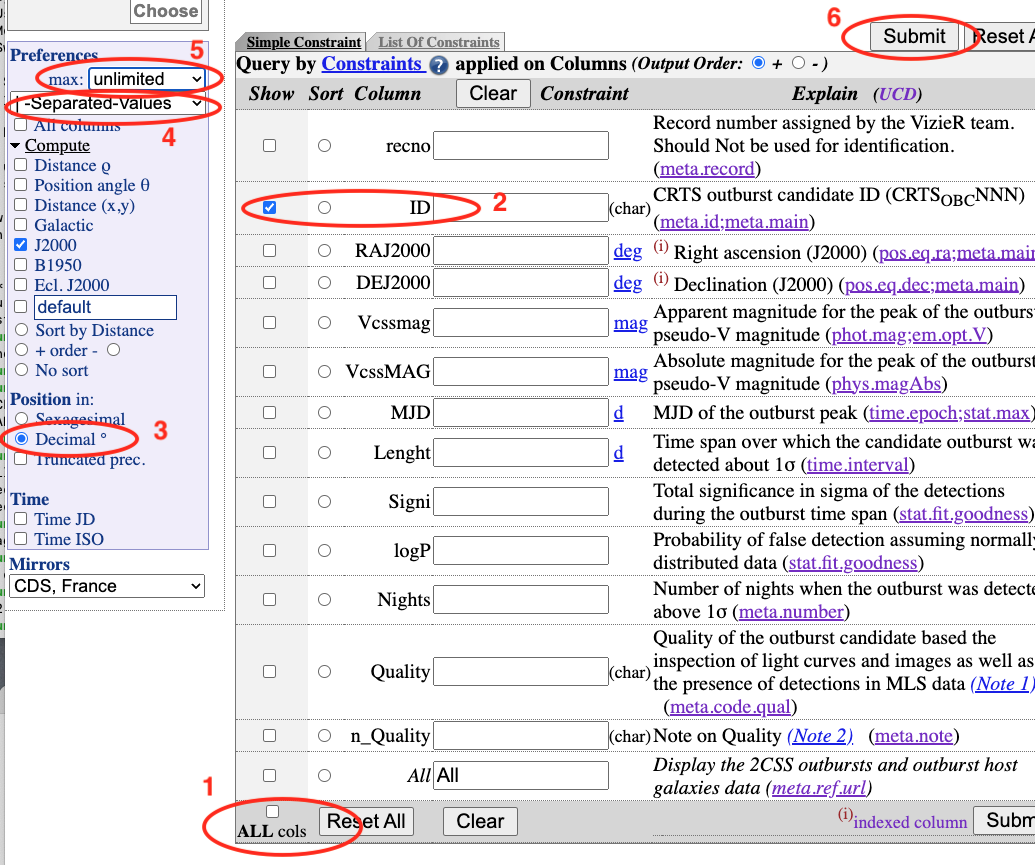 Choose
Preferences
5
max: unlimited
| -Separated-Values
4
All columns
Compute
Distance ϱ
Position angle θ
Distance (x,y)
Galactic
J2000
B1950
Ecl. J2000
default
Sort by Distance
+ order -
No sort
Position in:
Sexagesimal
Decimal °
3
Truncated prec.
Time
Time JD
Time ISO
Mirrors
CDS, France
6
Submit Reset A
Simple Constraint List Of Constraints
Query by Constraints ? applied on Columns (Output Order: + - )
Show Sort Column Clear Constraint Explain (UCD)
recno Record number assigned by the VizieR team.
Should Not be used for identification.
(meta.record)
ID 2 (char) CRTS outburst candidate ID (CRTSOBCNNN)
(meta.id;meta.main)
RAJ2000 deg (i) Right ascension (J2000) (pos.eq.ra;meta.main
DEJ2000 deg (i) Declination (J2000) (pos.eq.dec;meta.main)
Vcssmag mag Apparent magnitude for the peak of the outburs
pseudo-V magnitude (phot.mag;em.opt.V)
VcssMAG mag Absolute magnitude for the peak of the outburst
pseudo-V magnitude (phys.magAbs)
MJD d MJD of the outburst peak (time.epoch;stat.max)
Lenght d Time span over which the candidate outburst wa
detected about 1σ (time.interval)
Signi Total significance in sigma of the detections
during the outburst time span (stat.fit.goodness)
logP Probability of false detection assuming normally
distributed data (stat.fit.goodness)
Nights Number of nights when the outburst was detecte
above 1σ (meta.number)
Quality (char) Quality of the outburst candidate based the
inspection of light curves and images as well as
the presence of detections in MLS data (Note 1)
(meta.code.qual)
n_Quality (char) Note on Quality (Note 2) (meta.note)
All All Display the 2CSS outbursts and outburst host
galaxies data (meta.ref.url)
1
ALL cols Reset All Clear (i)indexed column Subm